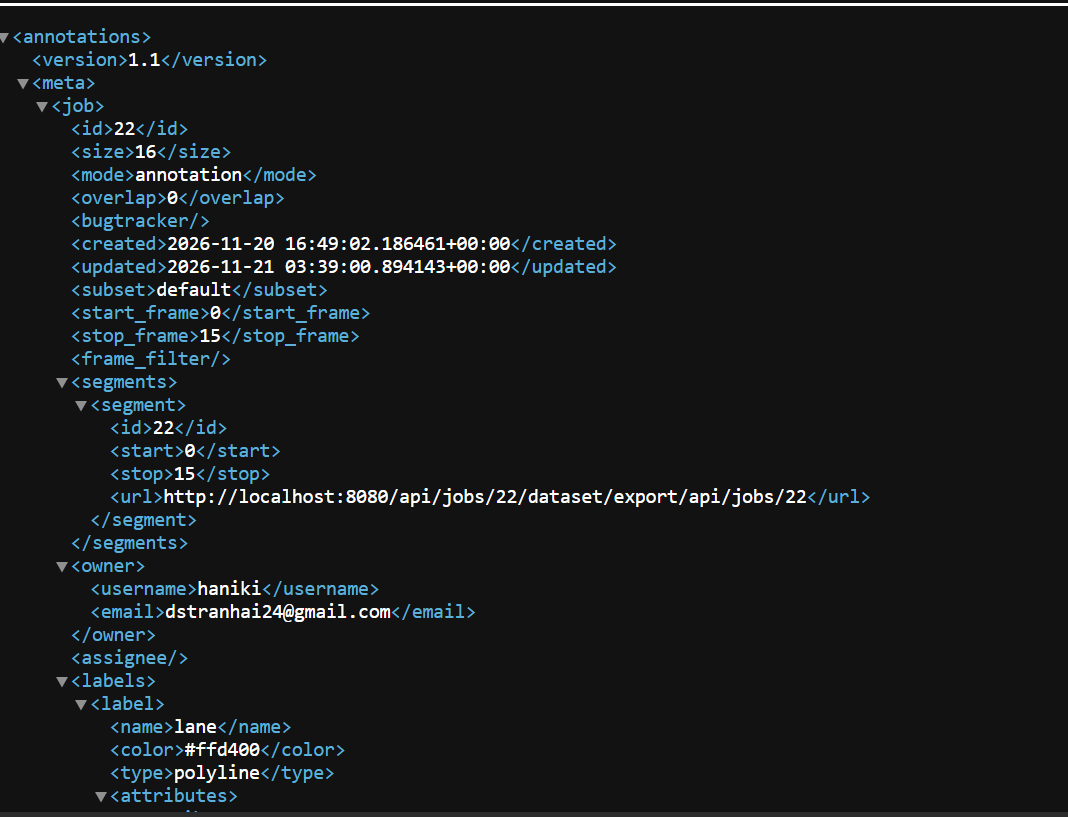 <annotations>
<version>1.1</version>
<meta>
<job>
<id>22</id>
<size>16</size>
<mode>annotation</mode>
<overlap>0</overlap>
<bugtracker/>
<created>2026-11-20 16:49:02.186461+00:00</created>
<updated>2026-11-21 03:39:00.894143+00:00</updated>
<subset>default</subset>
<start_frame>0</start_frame>
<stop_frame>15</stop_frame>
<frame_filter/>
<segments>
<segment>
<id>22</id>
<start>0</start>
<stop>15</stop>
<url>http://localhost:8080/api/jobs/22/dataset/export/api/jobs/22</url>
</segment>
</segments>
<owner>
<username>haniki</username>
<email>dstranhai24@gmail.com</email>
</owner>
<assignee/>
<labels>
<label>
<name>lane</name>
<color>#ffd400</color>
<type>polyline</type>
<attributes>